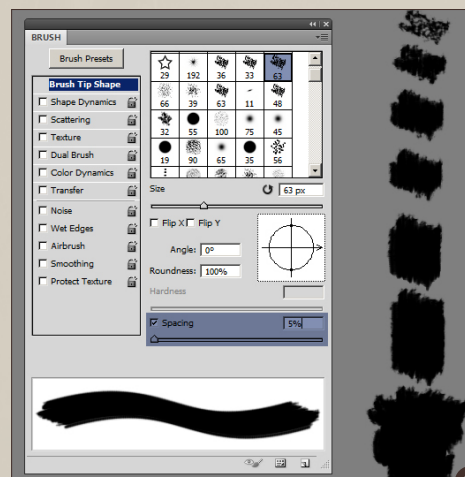 BRUSH
Brush Presets
Brush Tip Shape
Shape Dynamics
Scattering
Texture
Dual Brush
Color Dynamics
Transfer
Noise
Wet Edges
Airbrush
Smoothing
Protect Texture
29 192 36 33 63
66 39 63 11 48
32 55 100 75 45
19 90 65 35 56
Size 63 px
Flip X Flip Y
Angle: 0º
Roundness: 100%
Hardness
Spacing 5%